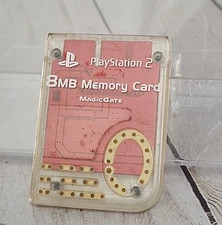 PlayStation 2
8MB Memory Card
MAGICGATE